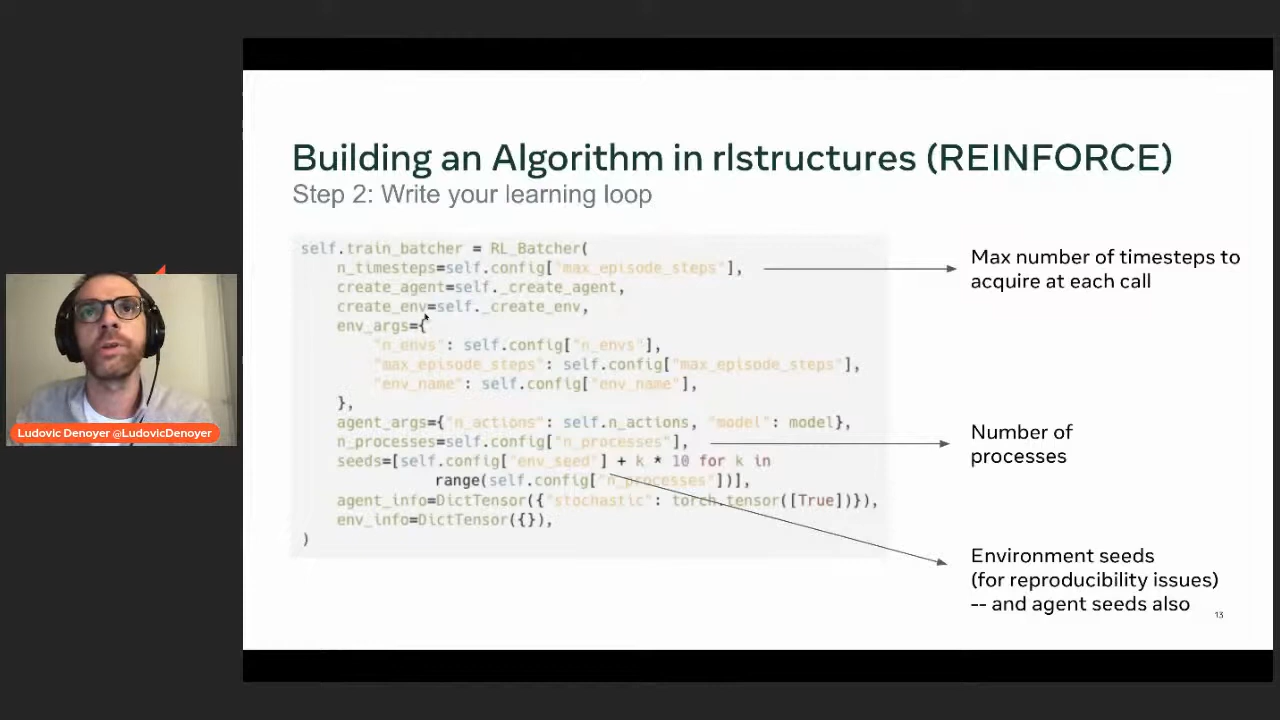 Building an Algorithm in rlstructures (REINFORCE)
Step 2: Write your learning loop
self.train_batcher = RL_Batcher(
n_timesteps=self.config["max_episode_steps"],
create_agent=self._create_agent,
create_env=self._create_env,
env_args={
"n_envs": self.config["n_envs"],
"max_episode_steps": self.config["max_episode_steps"],
"env_name": self.config["env_name"],
},
agent_args={"n_actions": self.n_actions, "model": model},
n_processes=self.config["n_processes"],
seeds=[self.config["env_seed"] + k * 10 for k in
range(self.config["n_processes"])],
agent_info=DictTensor({"stochastic": torch.tensor([True])}),
env_info=DictTensor({}),
)
Max number of timesteps to
acquire at each call
Number of
processes
Environment seeds
(for reproducibility issues)
-- and agent seeds also
13
Ludovic Denoyer @LudovicDenoyer